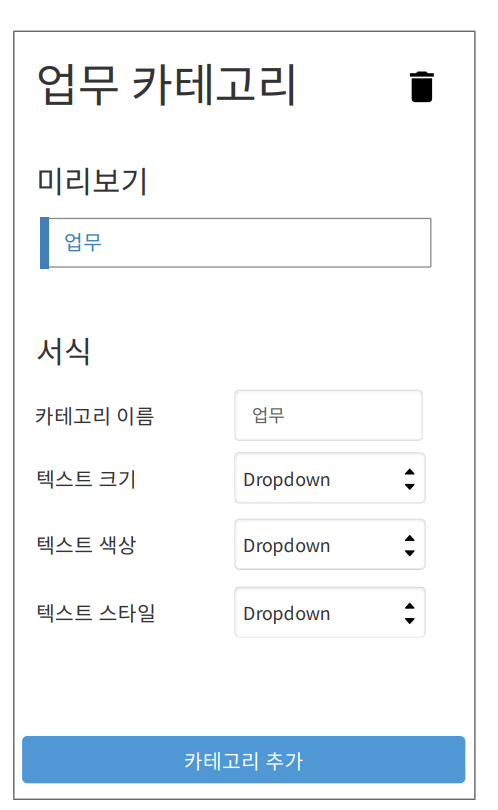 업무 카테고리
미리보기
업무
서식
카테고리 이름 업무
텍스트 크기 Dropdown
텍스트 색상 Dropdown
텍스트 스타일 Dropdown
카테고리 추가